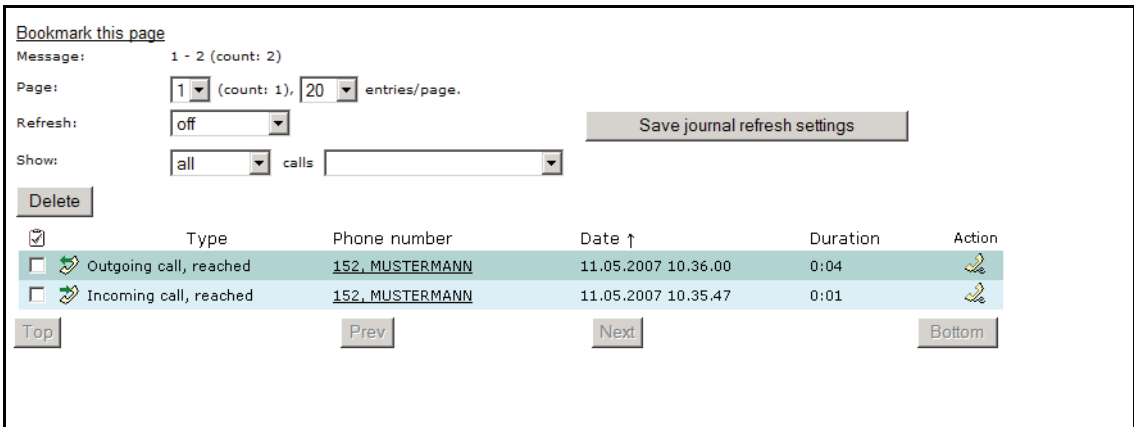 Bookmark this page
Message: 1 - 2 (count: 2)
Page: 1 (count: 1), 20 entries/page.
Refresh: off Save journal refresh settings
Show: all calls
Delete
Type Phone number Date ↑ Duration Action
Outgoing call, reached 152, MUSTERMANN 11.05.2007 10.36.00 0:04
Incoming call, reached 152, MUSTERMANN 11.05.2007 10.35.47 0:01
Top Prev Next Bottom